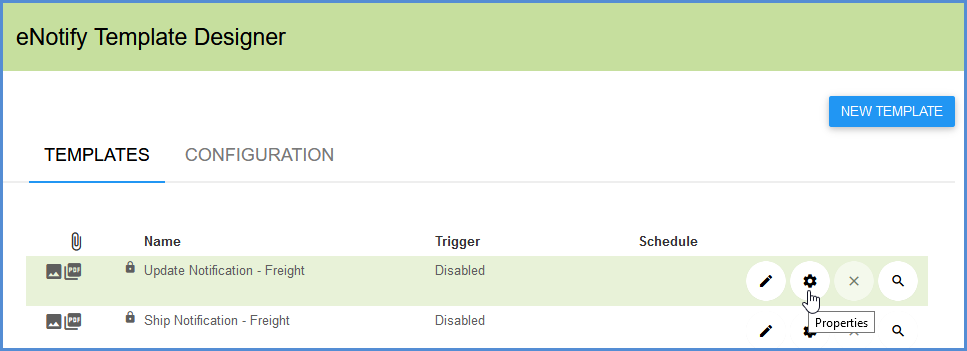 eNotify Template Designer
NEW TEMPLATE
TEMPLATES CONFIGURATION
Name Trigger Schedule
PDF Update Notification - Freight Disabled
PDF Ship Notification - Freight Disabled
Properties